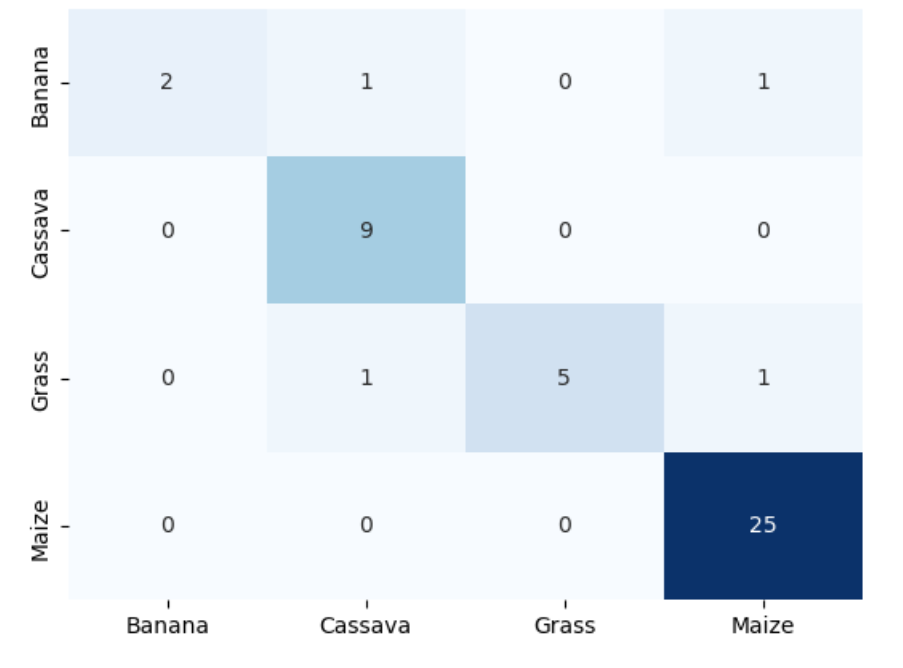 Banana 2 1 0 1
Cassava 0 9 0 0
Grass 0 1 5 1
Maize 0 0 0 25
Banana Cassava Grass Maize